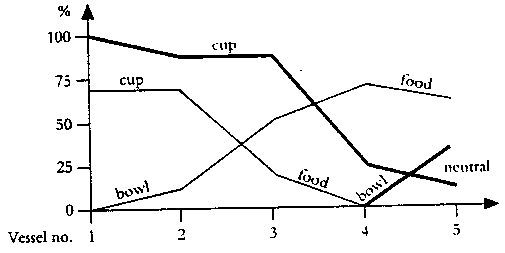 %
100
cup
75
cup
food
50
25
bowl
food
bowl
neutral
0
Vessel no. 1 2 3 4 5